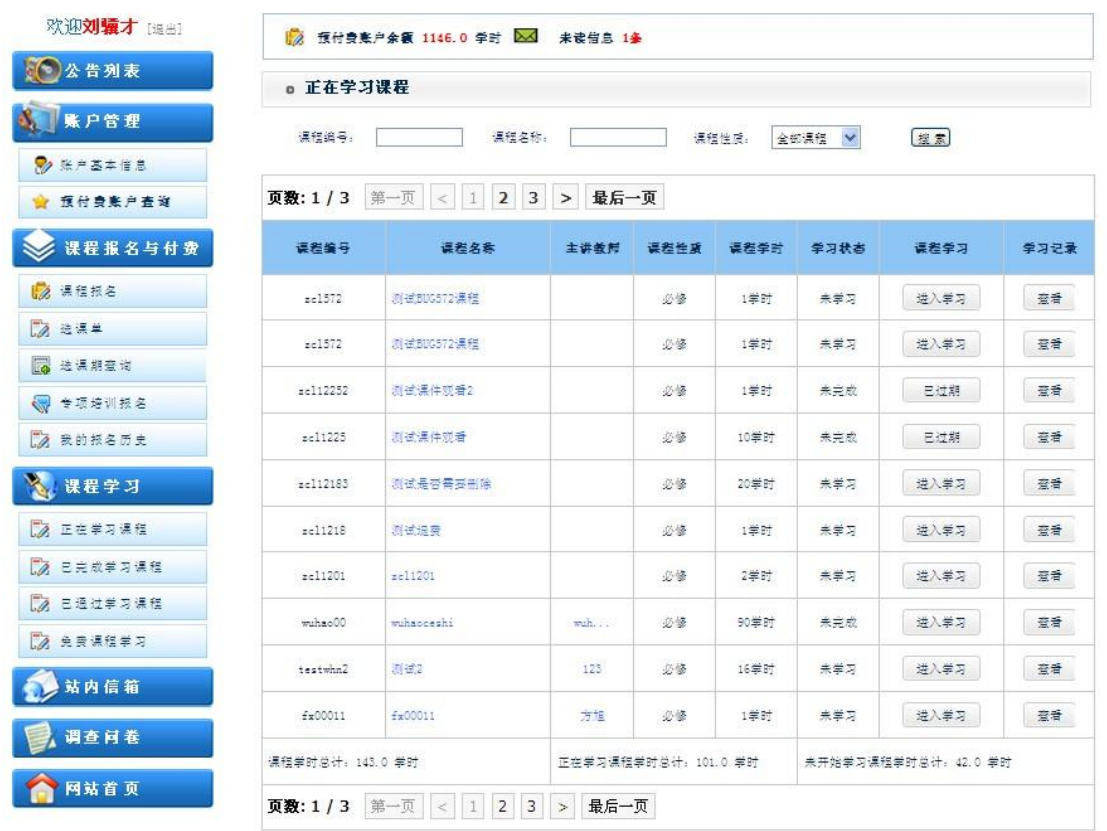 欢迎刘骥才 [退出]
公告列表
账户管理
账户基本信息
预付费账户查询
课程报名与付费
课程报名
选课单
选课期查询
专项培训报名
我的报名历史
课程学习
正在学习课程
已完成学习课程
已通过学习课程
免费课程学习
站内信箱
调查问卷
网站首页
预付费账户余额 1146.0 学时 未读信息 1条
正在学习课程
课程编号: 课程名称: 课程性质: 全部课程 搜索
页数: 1 / 3 第一页 < 1 2 3 > 最后一页
课程编号 课程名称 主讲教师 课程性质 课程学时 学习状态 课程学习 学习记录
zcl572 测试BUG572课程 必修 1学时 未学习 进入学习 查看
zcl572 测试BUG572课程 必修 1学时 未学习 进入学习 查看
zcl12252 测试课件观看2 必修 1学时 未完成 已过期 查看
zcl1225 测试课件观看 必修 10学时 未完成 已过期 查看
zcl12183 测试是否需要删除 必修 20学时 未学习 进入学习 查看
zcl1218 测试退费 必修 1学时 未学习 进入学习 查看
zcl1201 zcl1201 必修 2学时 未学习 进入学习 查看
wuhao00 wuhaoceshi wuh... 必修 90学时 未完成 进入学习 查看
testwhn2 测试2 123 必修 16学时 未学习 进入学习 查看
fx00011 fx00011 方旭 必修 1学时 未学习 进入学习 查看
课程学时总计: 143.0 学时 正在学习课程学时总计: 101.0 学时 未开始学习课程学时总计: 42.0 学时
页数: 1 / 3 第一页 < 1 2 3 > 最后一页